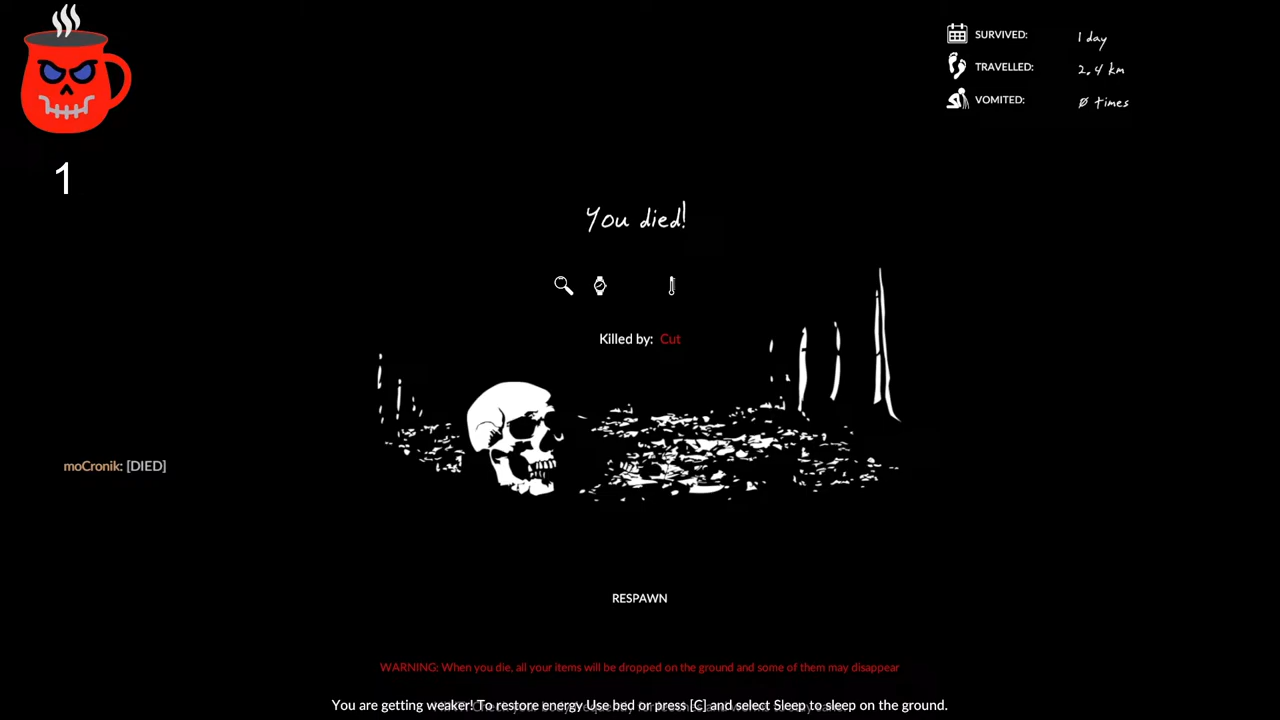 SURVIVED: 1 day
TRAVELLED: 2.4 km
VOMITED: 0 times
1
You died!
Killed by: Cut
moCronik: [DIED]
RESPAWN
WARNING: When you die, all your items will be dropped on the ground and some of them may disappear
You are getting weaker! To restore energy Use bed or press [C] and select Sleep to sleep on the ground.